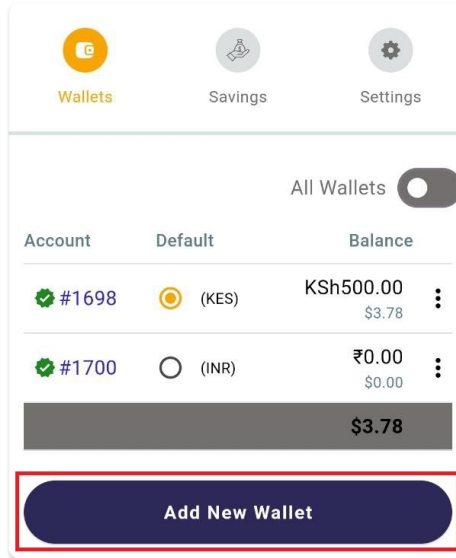 Wallets Savings Settings
All Wallets
Account Default Balance
#1698 (KES) KSh500.00
$3.78
#1700 (INR) ₹0.00
$0.00
$3.78
Add New Wallet